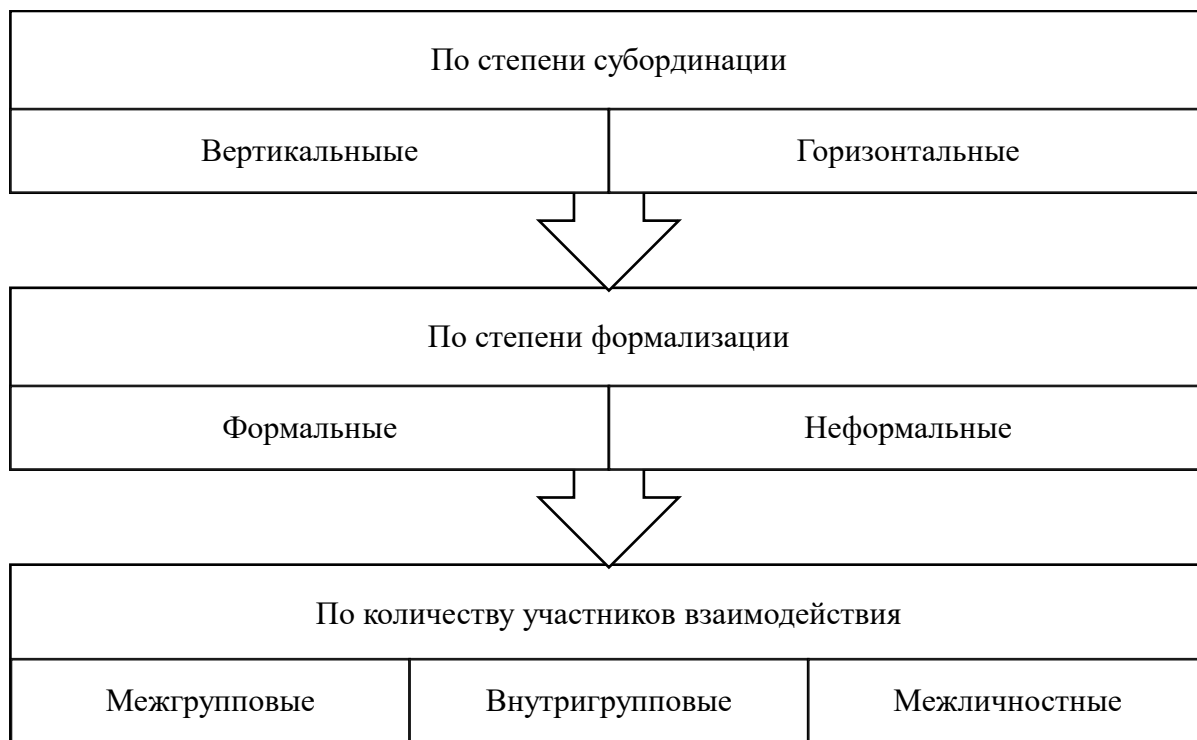 По степени субординации
Вертикальныые
Горизонтальные
По степени формализации
Формальные
Неформальные
По количеству участников взаимодействия
Межгрупповые
Внутригрупповые
Межличностные